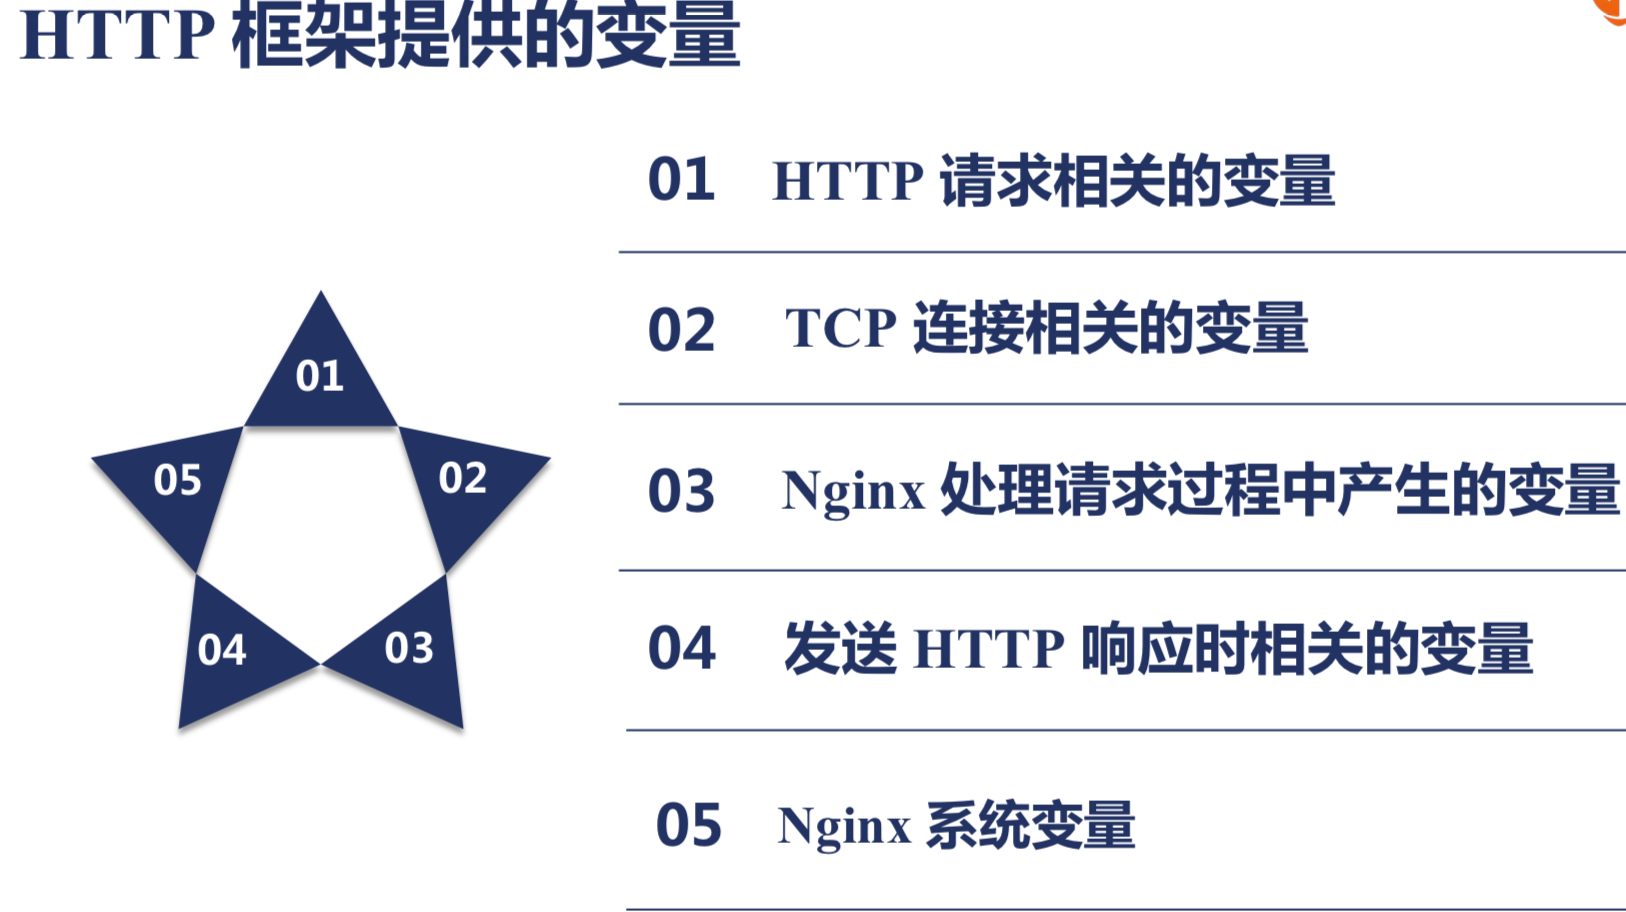 HTTP 框架提供的变量
01 HTTP 请求相关的变量
02 TCP 连接相关的变量
03 Nginx 处理请求过程中产生的变量
04 发送 HTTP 响应时相关的变量
05 Nginx 系统变量
01
05
02
04
03